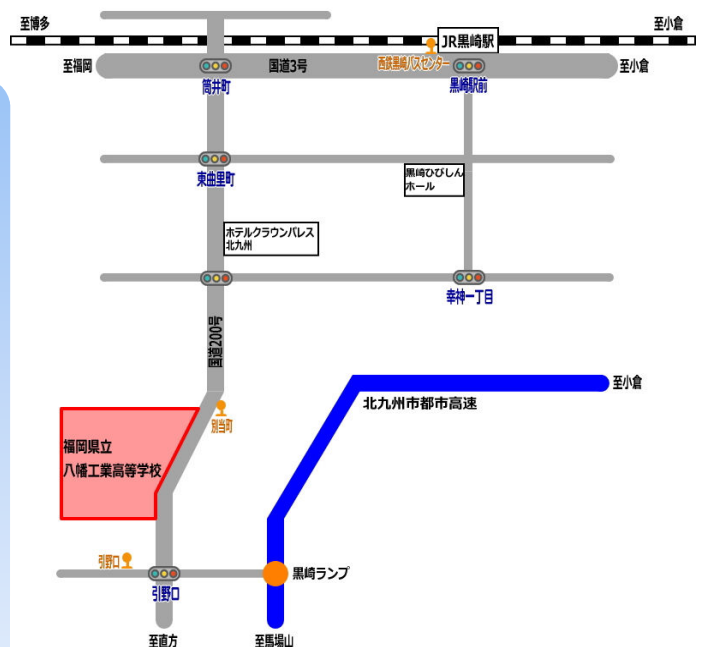 至博多
至小倉
JR黒崎駅
西鉄黒崎バスセンター
至福岡
国道3号
至小倉
筒井町
黒崎駅前
東曲里町
黒崎ひびしん
ホール
ホテルクラウンパレス
北九州
幸神一丁目
国道200号
至小倉
北九州市都市高速
別当町
福岡県立
八幡工業高等学校
引野口
黒崎ランプ
引野口
至直方
至馬場山